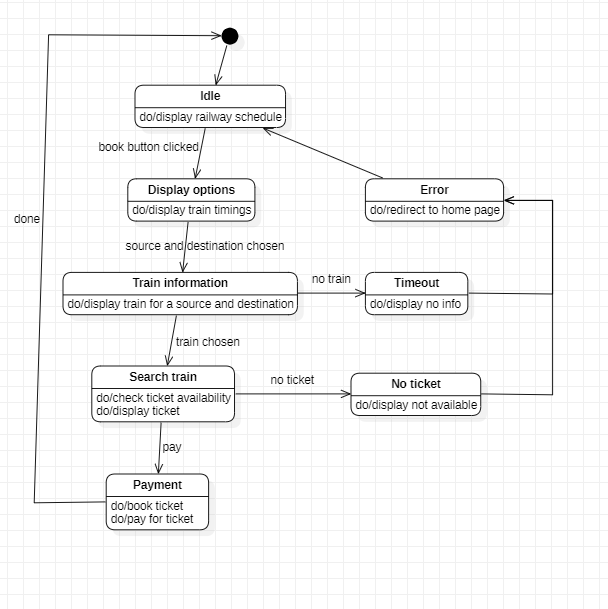 Idle
do/display railway schedule
book button clicked
Display options
do/display train timings
Error
do/redirect to home page
done
source and destination chosen
Train information
do/display train for a source and destination
no train
Timeout
do/display no info
train chosen
Search train
do/check ticket availability
do/display ticket
no ticket
No ticket
do/display not available
pay
Payment
do/book ticket
do/pay for ticket